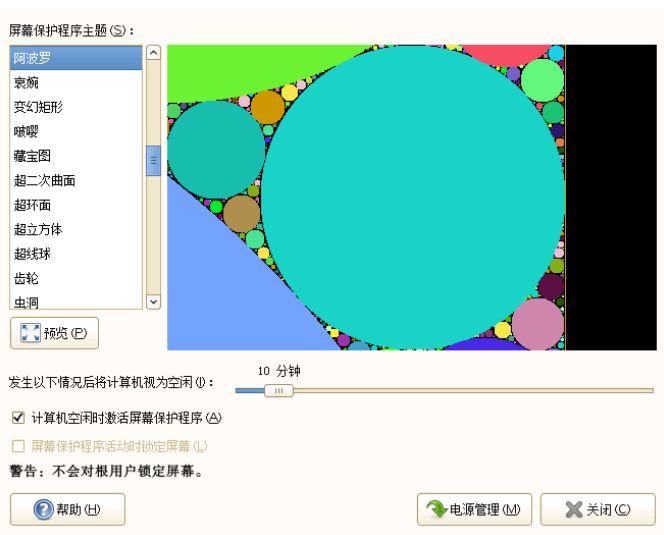 屏幕保护程序主题(S)：
阿波罗
哀婉
变幻矩形
啵嘤
藏宝图
超二次曲面
超环面
超立方体
超线球
齿轮
虫洞
预览(P)
10 分钟
发生以下情况后将计算机视为空闲(I)：
计算机空闲时激活屏幕保护程序(A)
屏幕保护程序活动时锁定屏幕(L)
警告：不会对根用户锁定屏幕。
帮助(H)
电源管理(M)
关闭(C)